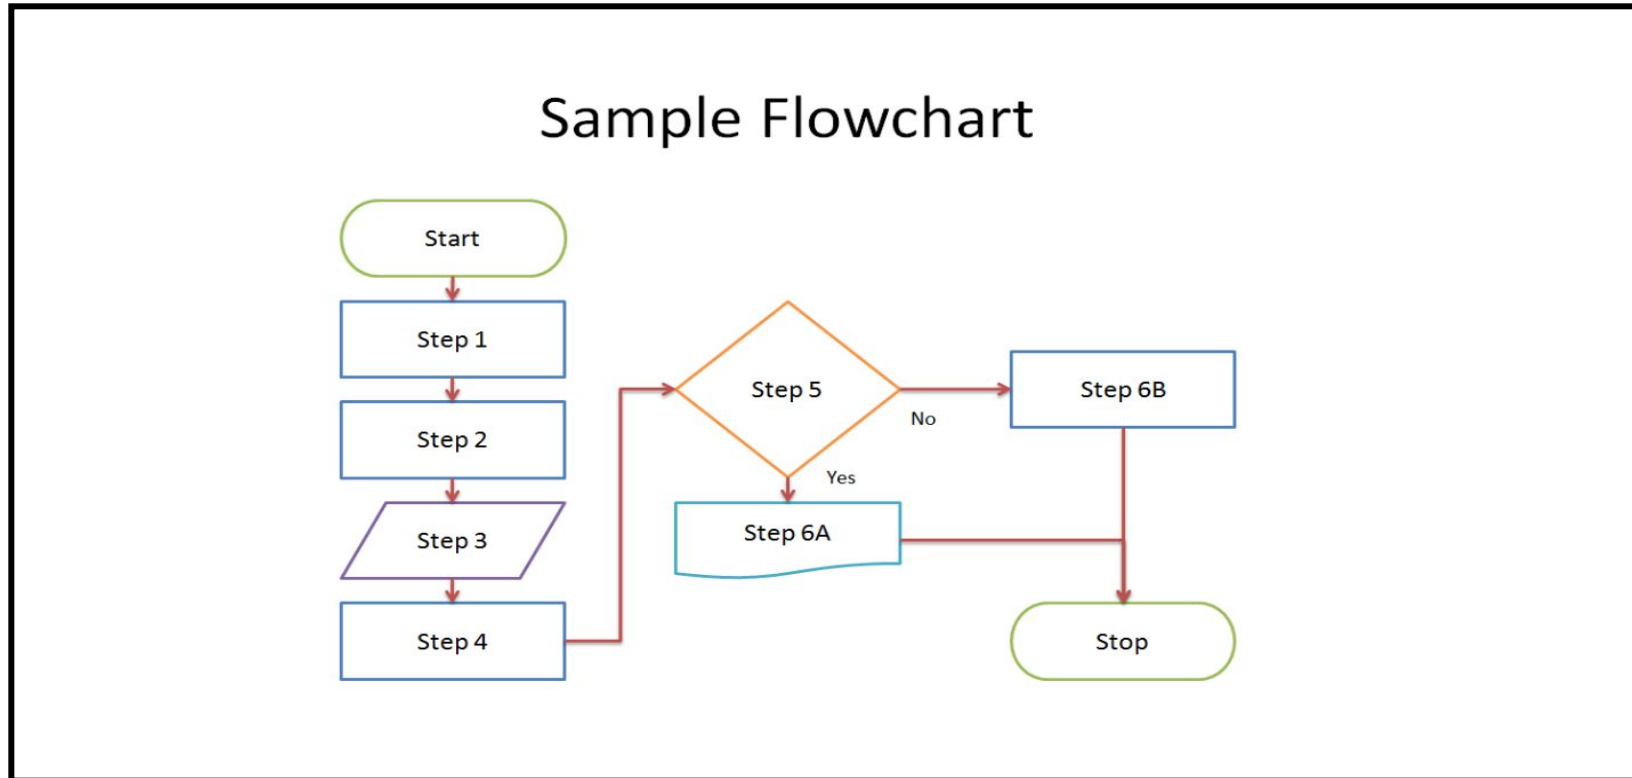 Sample Flowchart
Start
Step 1
Step 2
Step 3
Step 4
Step 5
No
Yes
Step 6A
Step 6B
Stop